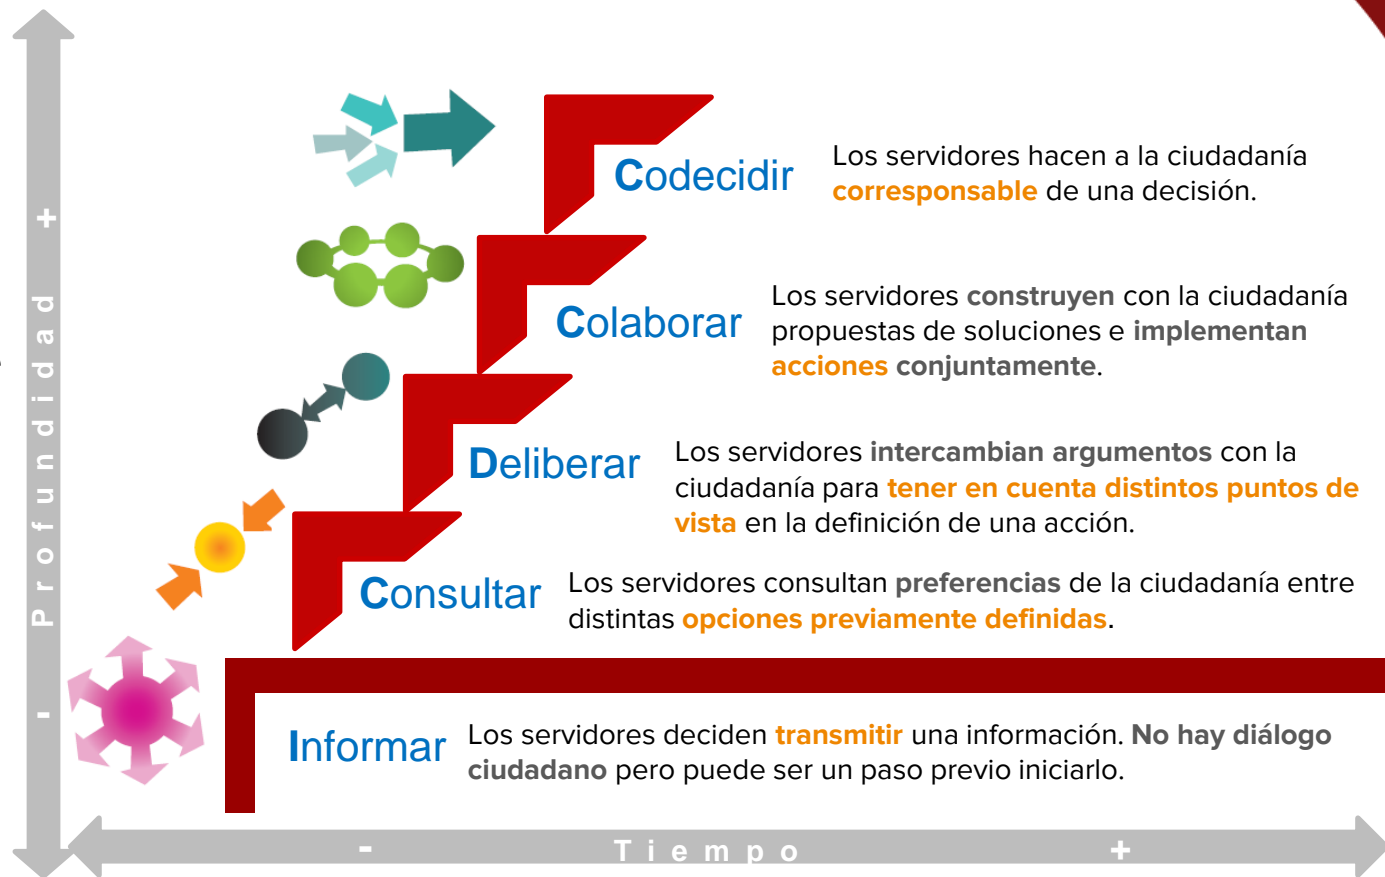 Codecidir
Los servidores hacen a la ciudadanía
corresponsable de una decisión.
Colaborar
Los servidores construyen con la ciudadanía
propuestas de soluciones e implementan
acciones conjuntamente.
Deliberar
Los servidores intercambian argumentos con la
ciudadanía para tener en cuenta distintos puntos de
vista en la definición de una acción.
Consultar
Los servidores consultan preferencias de la ciudadanía entre
distintas opciones previamente definidas.
Informar
Los servidores deciden transmitir una información. No hay diálogo
ciudadano pero puede ser un paso previo iniciarlo.
- Profundidad +
- Tiempo +